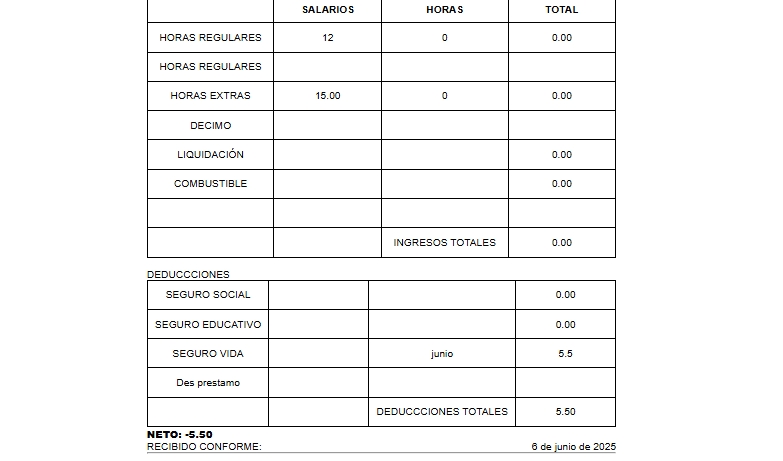 SALARIOS HORAS TOTAL
HORAS REGULARES 12 0 0.00
HORAS REGULARES
HORAS EXTRAS 15.00 0 0.00
DECIMO
LIQUIDACIÓN 0.00
COMBUSTIBLE 0.00
INGRESOS TOTALES 0.00
DEDUCCCIONES
SEGURO SOCIAL 0.00
SEGURO EDUCATIVO 0.00
SEGURO VIDA junio 5.5
Des prestamo
DEDUCCCIONES TOTALES 5.50
NETO: -5.50
RECIBIDO CONFORME: 6 de junio de 2025